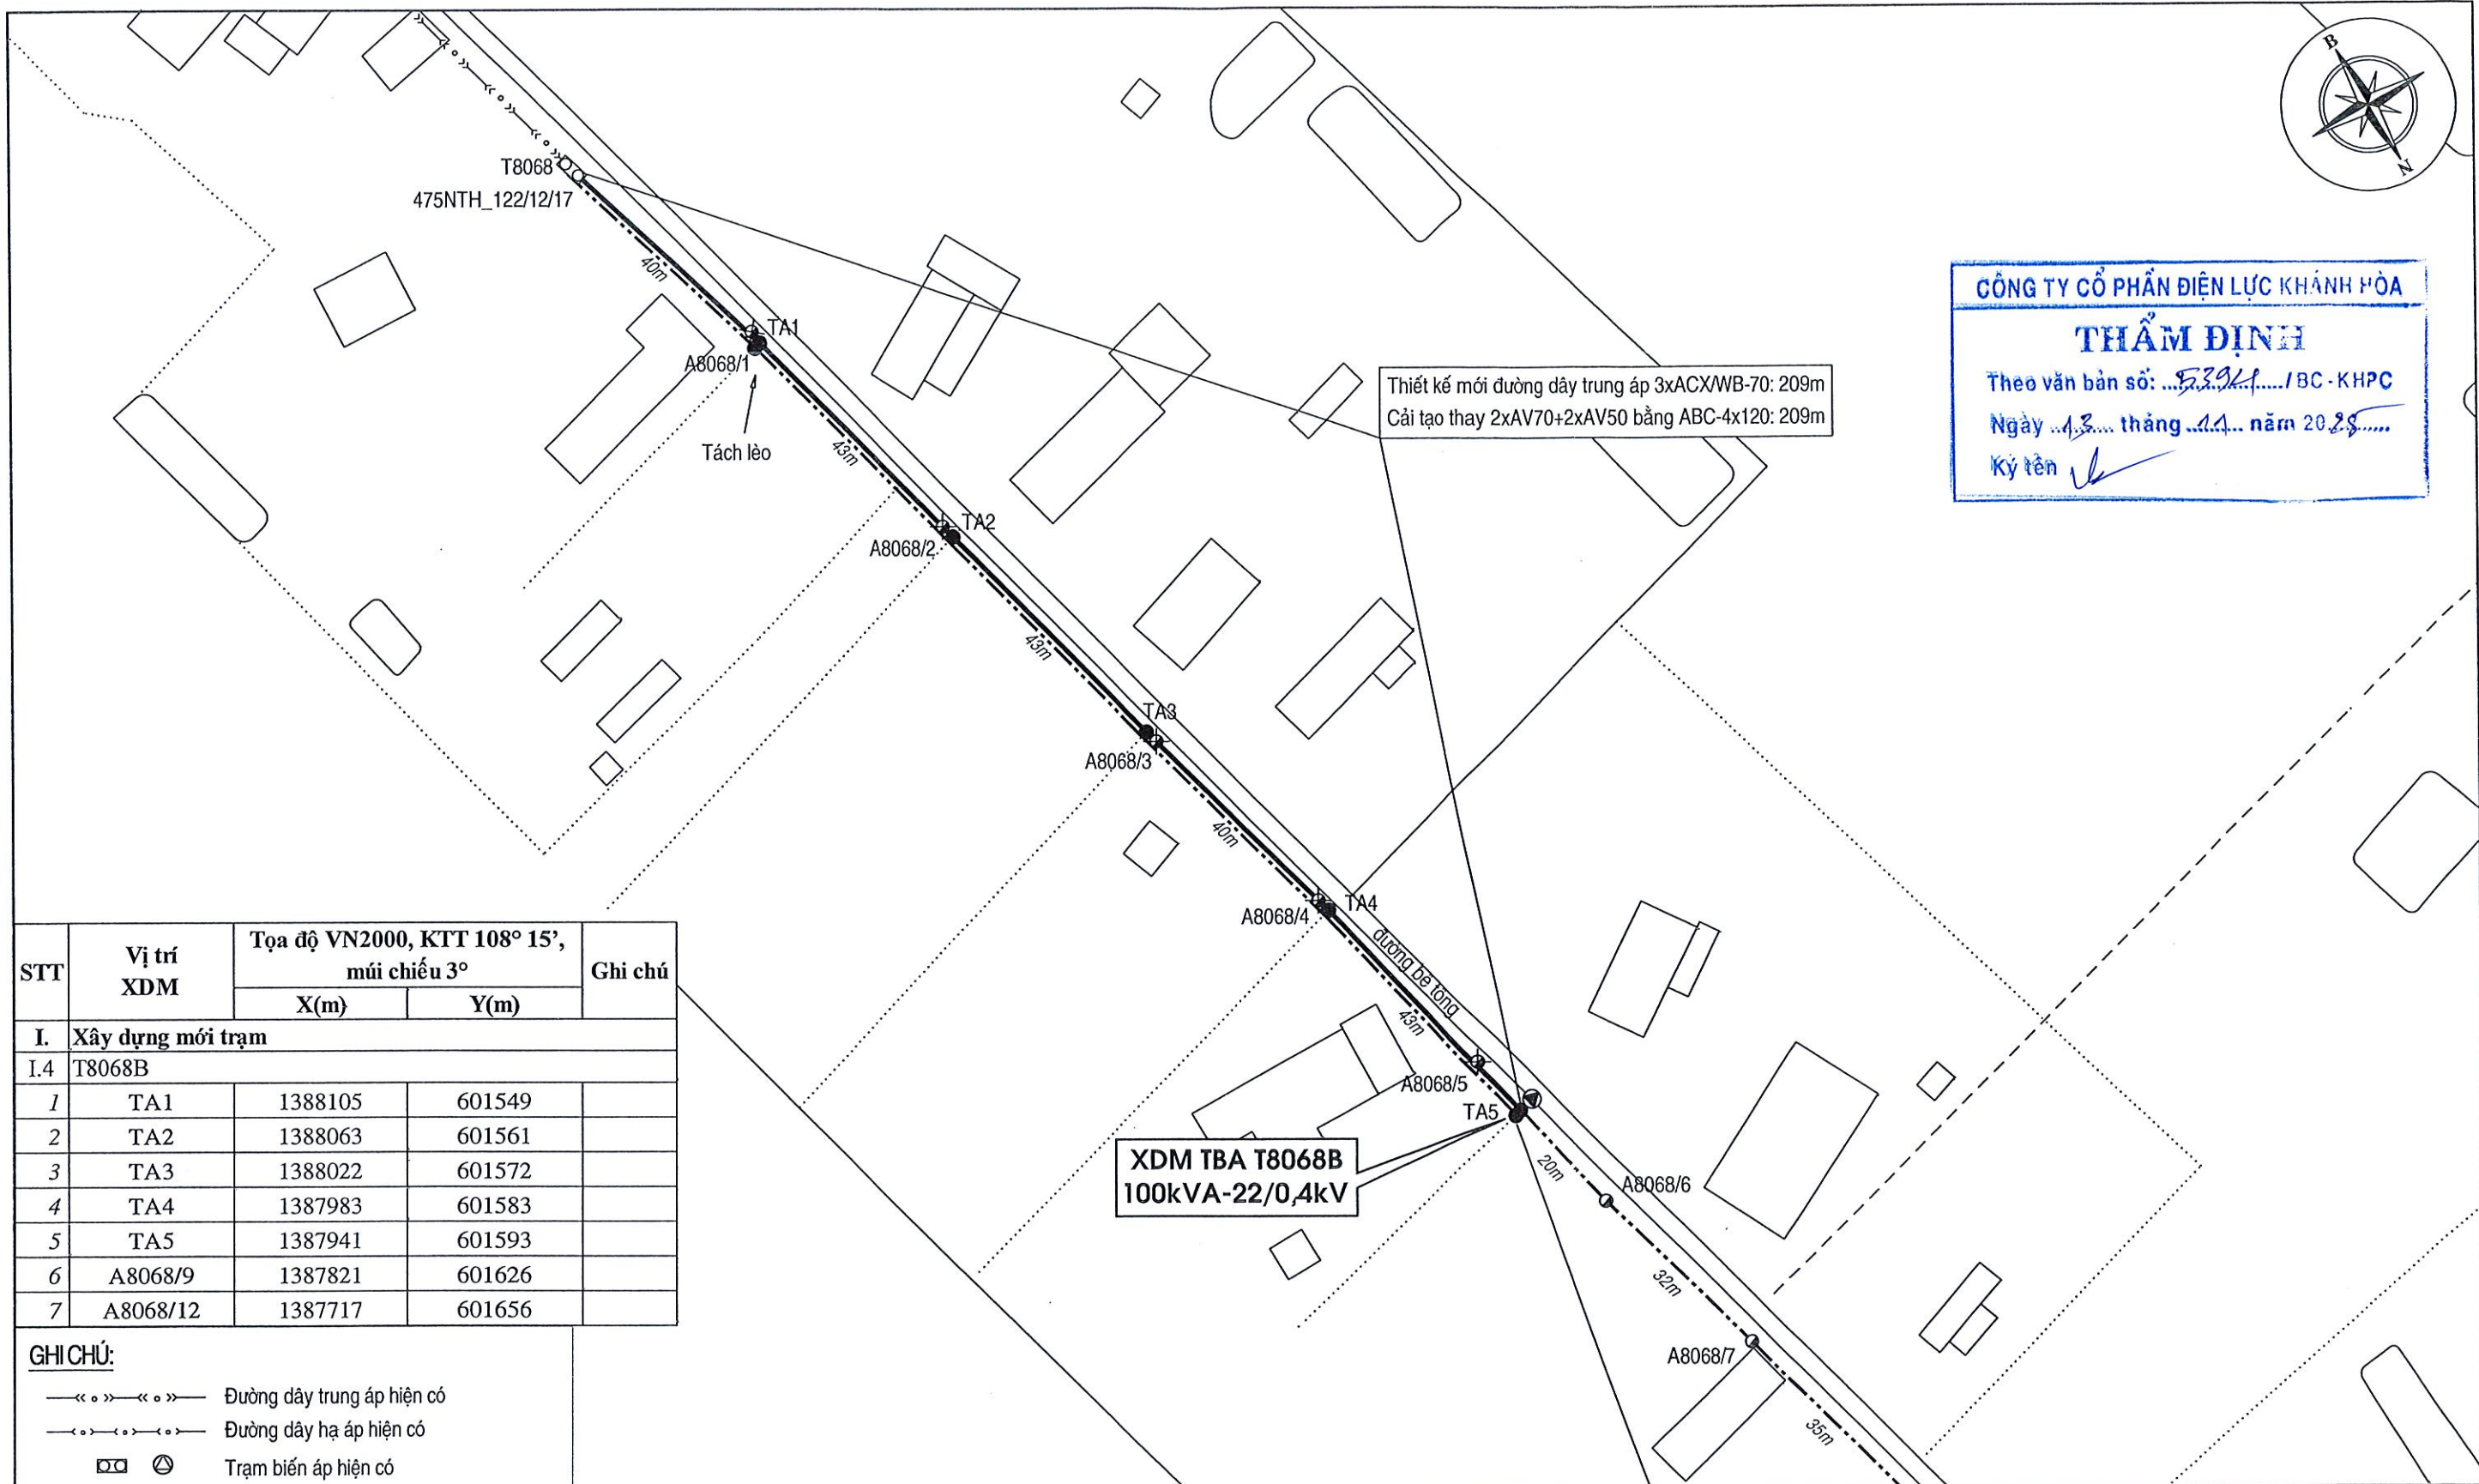 B
N
T8068
475NTH_122/12/17
40m
TA1
A8068/1
Tách lèo
43m
TA2
A8068/2
43m
TA3
A8068/3
40m
TA4
A8068/4
đường bê tông
43m
A8068/5
TA5
20m
A8068/6
32m
A8068/7
35m
Thiết kế mới đường dây trung áp 3xACX/WB-70: 209m
Cải tạo thay 2xAV70+2xAV50 bằng ABC-4x120: 209m
CÔNG TY CỔ PHẦN ĐIỆN LỰC KHÁNH HÒA
THẨM ĐỊNH
Theo văn bản số: ...5394.../BC-KHPC
Ngày ..13.... tháng ..11... năm 20.25.....
Ký tên
XDM TBA T8068B
100kVA-22/0,4kV
STT Vị trí XDM Tọa độ VN2000, KTT 108° 15’, múi chiếu 3° Ghi chú
X(m) Y(m)
I. Xây dựng mới trạm
I.4 T8068B
1 TA1 1388105 601549
2 TA2 1388063 601561
3 TA3 1388022 601572
4 TA4 1387983 601583
5 TA5 1387941 601593
6 A8068/9 1387821 601626
7 A8068/12 1387717 601656
GHI CHÚ:
Đường dây trung áp hiện có
Đường dây hạ áp hiện có
Trạm biến áp hiện có